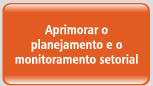 Aprimorar o
planejamento e o
monitoramento setorial